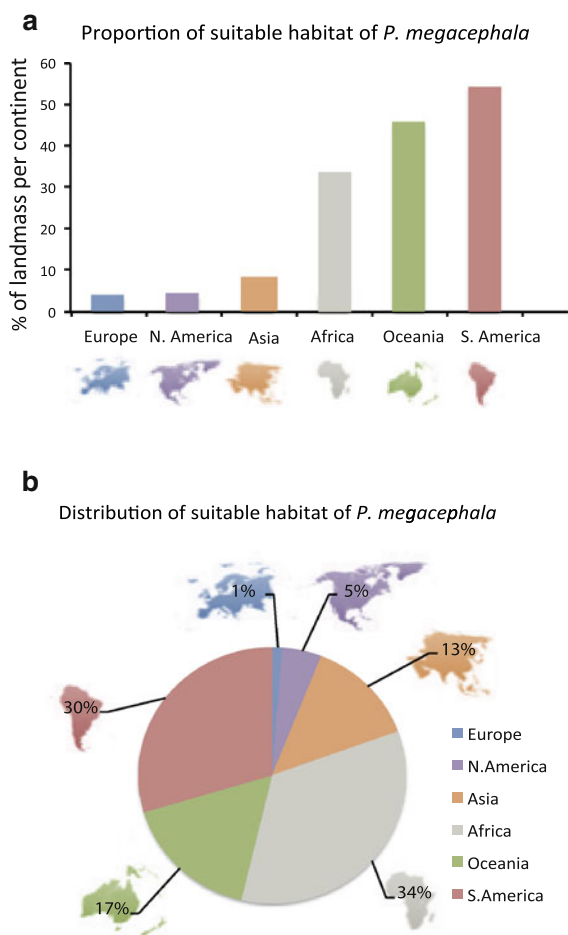 a
Proportion of suitable habitat of P. megacephala
% of landmass per continent
60
50
40
30
20
10
0
Europe N. America Asia Africa Oceania S. America
b
Distribution of suitable habitat of P. megacephala
1%
5%
13%
30%
34%
17%
Europe
N.America
Asia
Africa
Oceania
S.America